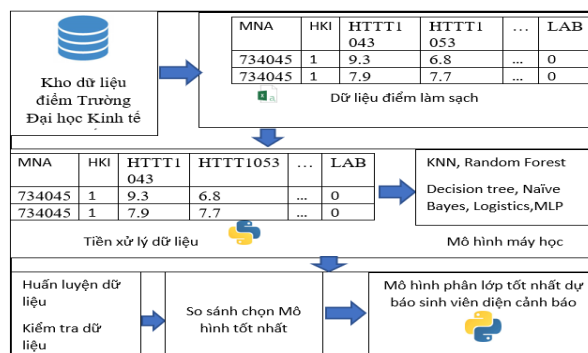 Kho dữ liệu
điểm Trường
Đại học Kinh tế
MNA HKI HTTT1 HTTT1 ... LAB
043 053
734045 1 9.3 6.8 ... 0
734045 1 7.9 7.7 ... 0
Dữ liệu điểm làm sạch
MNA HKI HTTT1 HTTT1053 ... LAB
043
734045 1 9.3 6.8 ... 0
734045 1 7.9 7.7 ... 0
Tiền xử lý dữ liệu
KNN, Random Forest
Decision tree, Naïve
Bayes, Logistics,MLP
Mô hình máy học
Huấn luyện dữ
liệu
Kiểm tra dữ
liệu
So sánh chọn Mô
hình tốt nhất
Mô hình phân lớp tốt nhất dự
báo sinh viên diện cảnh báo